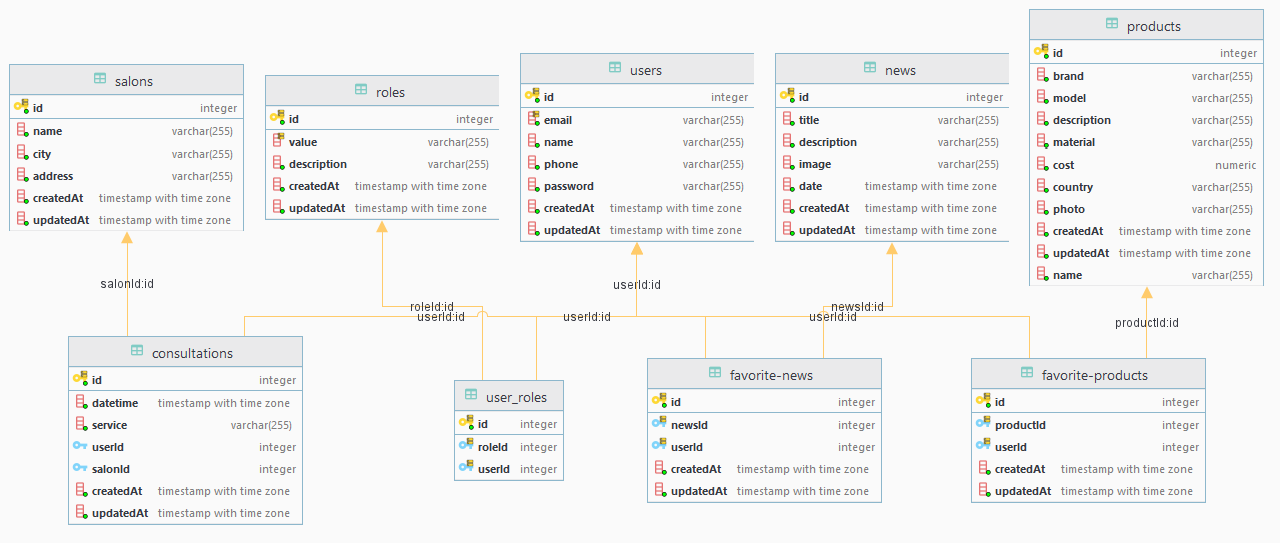 salons
id integer
name varchar(255)
city varchar(255)
address varchar(255)
createdAt timestamp with time zone
updatedAt timestamp with time zone
roles
id integer
value varchar(255)
description varchar(255)
createdAt timestamp with time zone
updatedAt timestamp with time zone
users
id integer
email varchar(255)
name varchar(255)
phone varchar(255)
password varchar(255)
createdAt timestamp with time zone
updatedAt timestamp with time zone
news
id integer
title varchar(255)
description varchar(255)
image varchar(255)
date timestamp with time zone
createdAt timestamp with time zone
updatedAt timestamp with time zone
products
id integer
brand varchar(255)
model varchar(255)
description varchar(255)
material varchar(255)
cost numeric
country varchar(255)
photo varchar(255)
createdAt timestamp with time zone
updatedAt timestamp with time zone
name varchar(255)
salonId:id
roleId:id
userId:id
userId:id
userId:id
newsId:id
userId:id
productId:id
consultations
id integer
datetime timestamp with time zone
service varchar(255)
userId integer
salonId integer
createdAt timestamp with time zone
updatedAt timestamp with time zone
user_roles
id integer
roleId integer
userId integer
favorite-news
id integer
newsId integer
userId integer
createdAt timestamp with time zone
updatedAt timestamp with time zone
favorite-products
id integer
productId integer
userId integer
createdAt timestamp with time zone
updatedAt timestamp with time zone